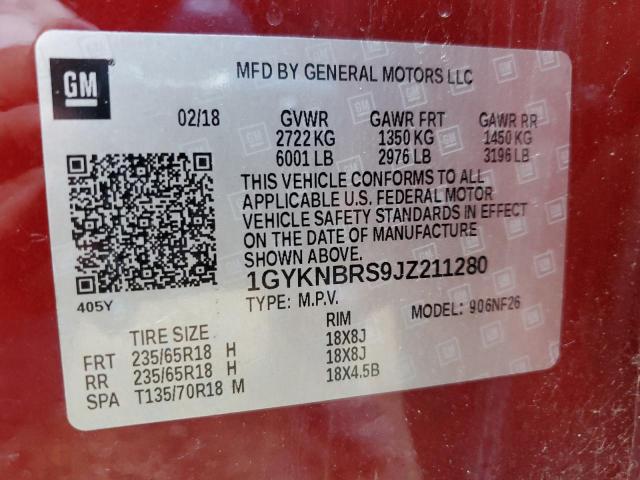 GM
MFD BY GENERAL MOTORS LLC
02/18 GVWR GAWR FRT GAWR RR
2722 KG 1350 KG 1450 KG
6001 LB 2976 LB 3196 LB
THIS VEHICLE CONFORMS TO ALL
APPLICABLE U.S. FEDERAL MOTOR
VEHICLE SAFETY STANDARDS IN EFFECT
ON THE DATE OF MANUFACTURE
SHOWN ABOVE.
1GYKNBRS9JZ211280
405Y
TYPE: M.P.V. MODEL: 906NF26
TIRE SIZE RIM
FRT 235/65R18 H 18X8J
RR 235/65R18 H 18X8J
SPA T135/70R18 M 18X4.5B